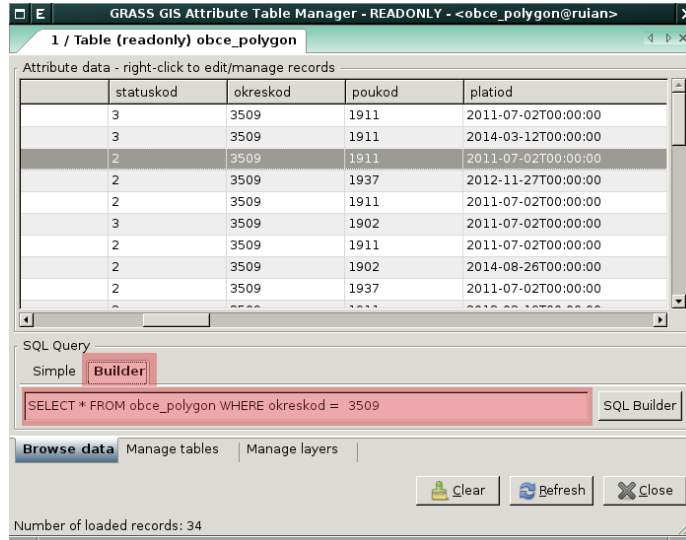 GRASS GIS Attribute Table Manager - READONLY - <obce_polygon@ruian>
1 / Table (readonly) obce_polygon
Attribute data - right-click to edit/manage records
statuskod okreskod poukod platiod
3 3509 1911 2011-07-02T00:00:00
3 3509 1911 2014-03-12T00:00:00
2 3509 1911 2011-07-02T00:00:00
2 3509 1937 2012-11-27T00:00:00
2 3509 1911 2011-07-02T00:00:00
3 3509 1902 2011-07-02T00:00:00
2 3509 1911 2011-07-02T00:00:00
2 3509 1902 2014-08-26T00:00:00
2 3509 1937 2011-07-02T00:00:00
SQL Query
Simple Builder
SELECT * FROM obce_polygon WHERE okreskod = 3509 SQL Builder
Browse data Manage tables Manage layers
Clear Refresh Close
Number of loaded records: 34